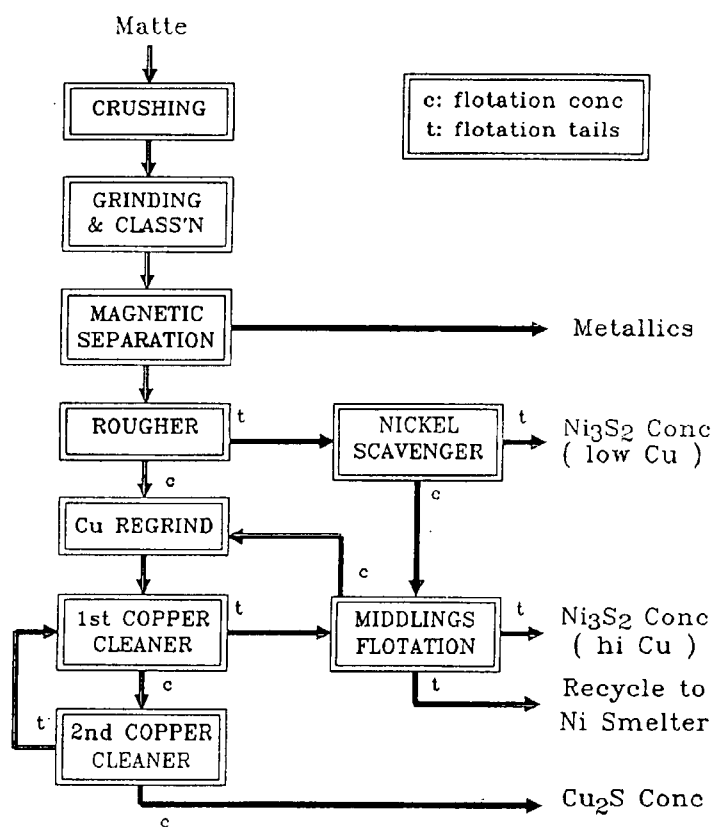 Matte
CRUSHING
c: flotation conc
t: flotation tails
GRINDING
& CLASS'N
MAGNETIC
SEPARATION
Metallics
ROUGHER
t
NICKEL
SCAVENGER
t
Ni3S2 Conc
( low Cu )
c
c
Cu REGRIND
c
1st COPPER
CLEANER
t
MIDDLINGS
FLOTATION
t
Ni3S2 Conc
( hi Cu )
c
t
Recycle to
Ni Smelter
t
2nd COPPER
CLEANER
c
Cu2S Conc